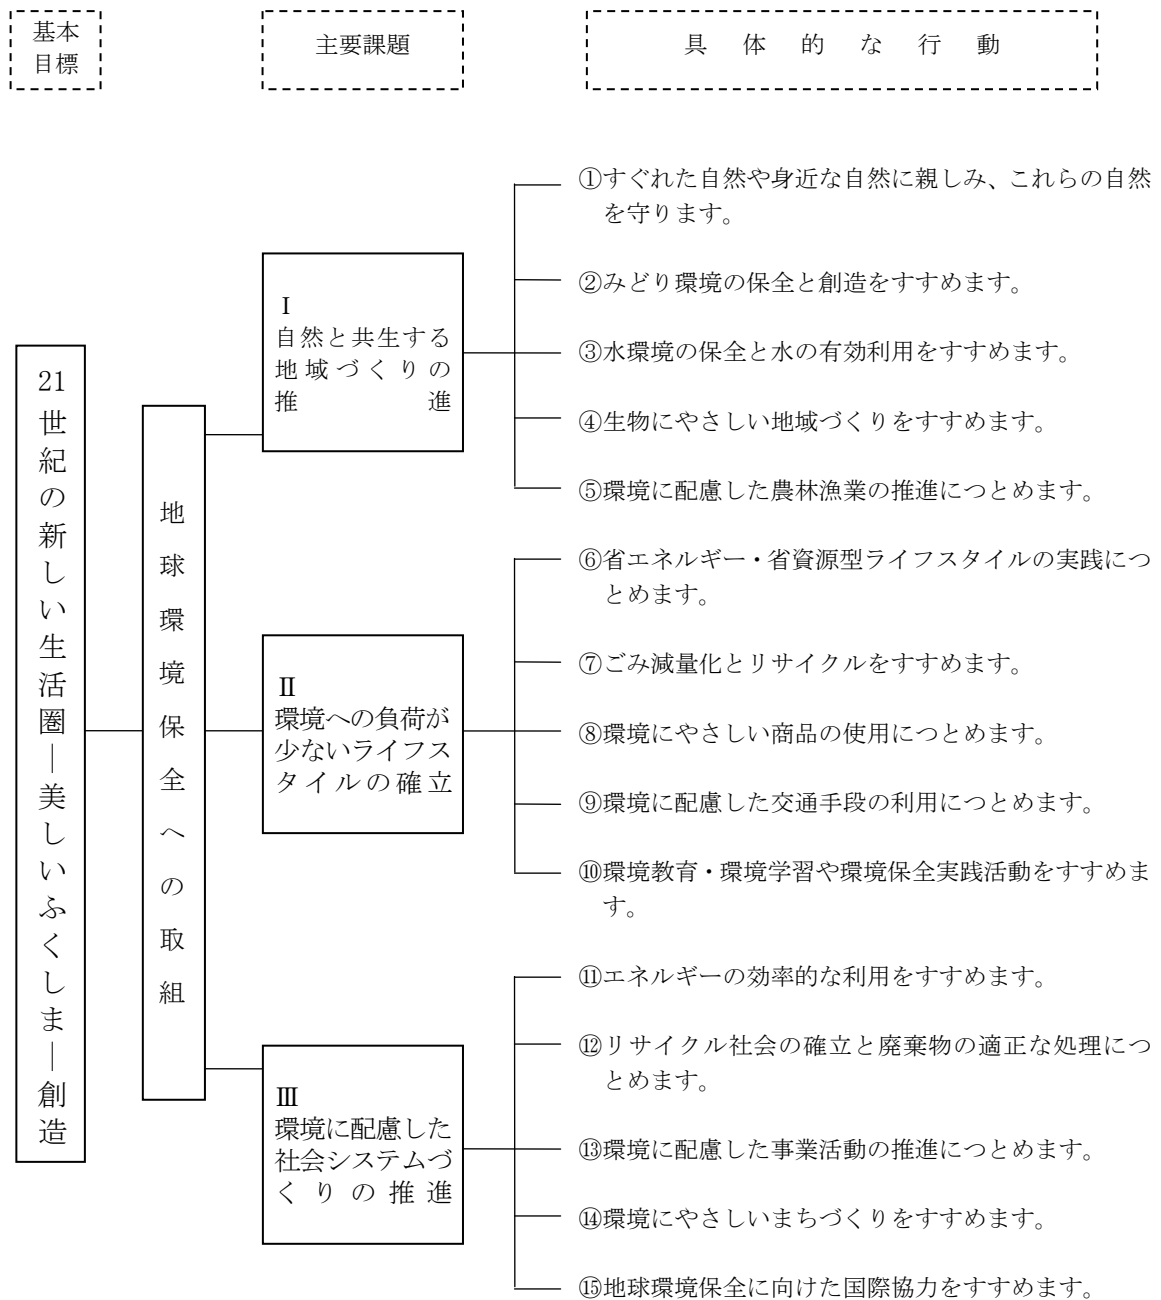 基本
目標
主要課題
具体的な行動
21世紀の新しい生活圏―美しいふくしま―創造
地球環境保全への取組
Ⅰ
自然と共生する
地域づくりの
推進
①すぐれた自然や身近な自然に親しみ、これらの自然
を守ります。
②みどり環境の保全と創造をすすめます。
③水環境の保全と水の有効利用をすすめます。
④生物にやさしい地域づくりをすすめます。
⑤環境に配慮した農林漁業の推進につとめます。
Ⅱ
環境への負荷が
少ないライフス
タイルの確立
⑥省エネルギー・省資源型ライフスタイルの実践につ
とめます。
⑦ごみ減量化とリサイクルをすすめます。
⑧環境にやさしい商品の使用につとめます。
⑨環境に配慮した交通手段の利用につとめます。
⑩環境教育・環境学習や環境保全実践活動をすすめま
す。
Ⅲ
環境に配慮した
社会システムづ
くりの推進
⑪エネルギーの効率的な利用をすすめます。
⑫リサイクル社会の確立と廃棄物の適正な処理につ
とめます。
⑬環境に配慮した事業活動の推進につとめます。
⑭環境にやさしいまちづくりをすすめます。
⑮地球環境保全に向けた国際協力をすすめます。